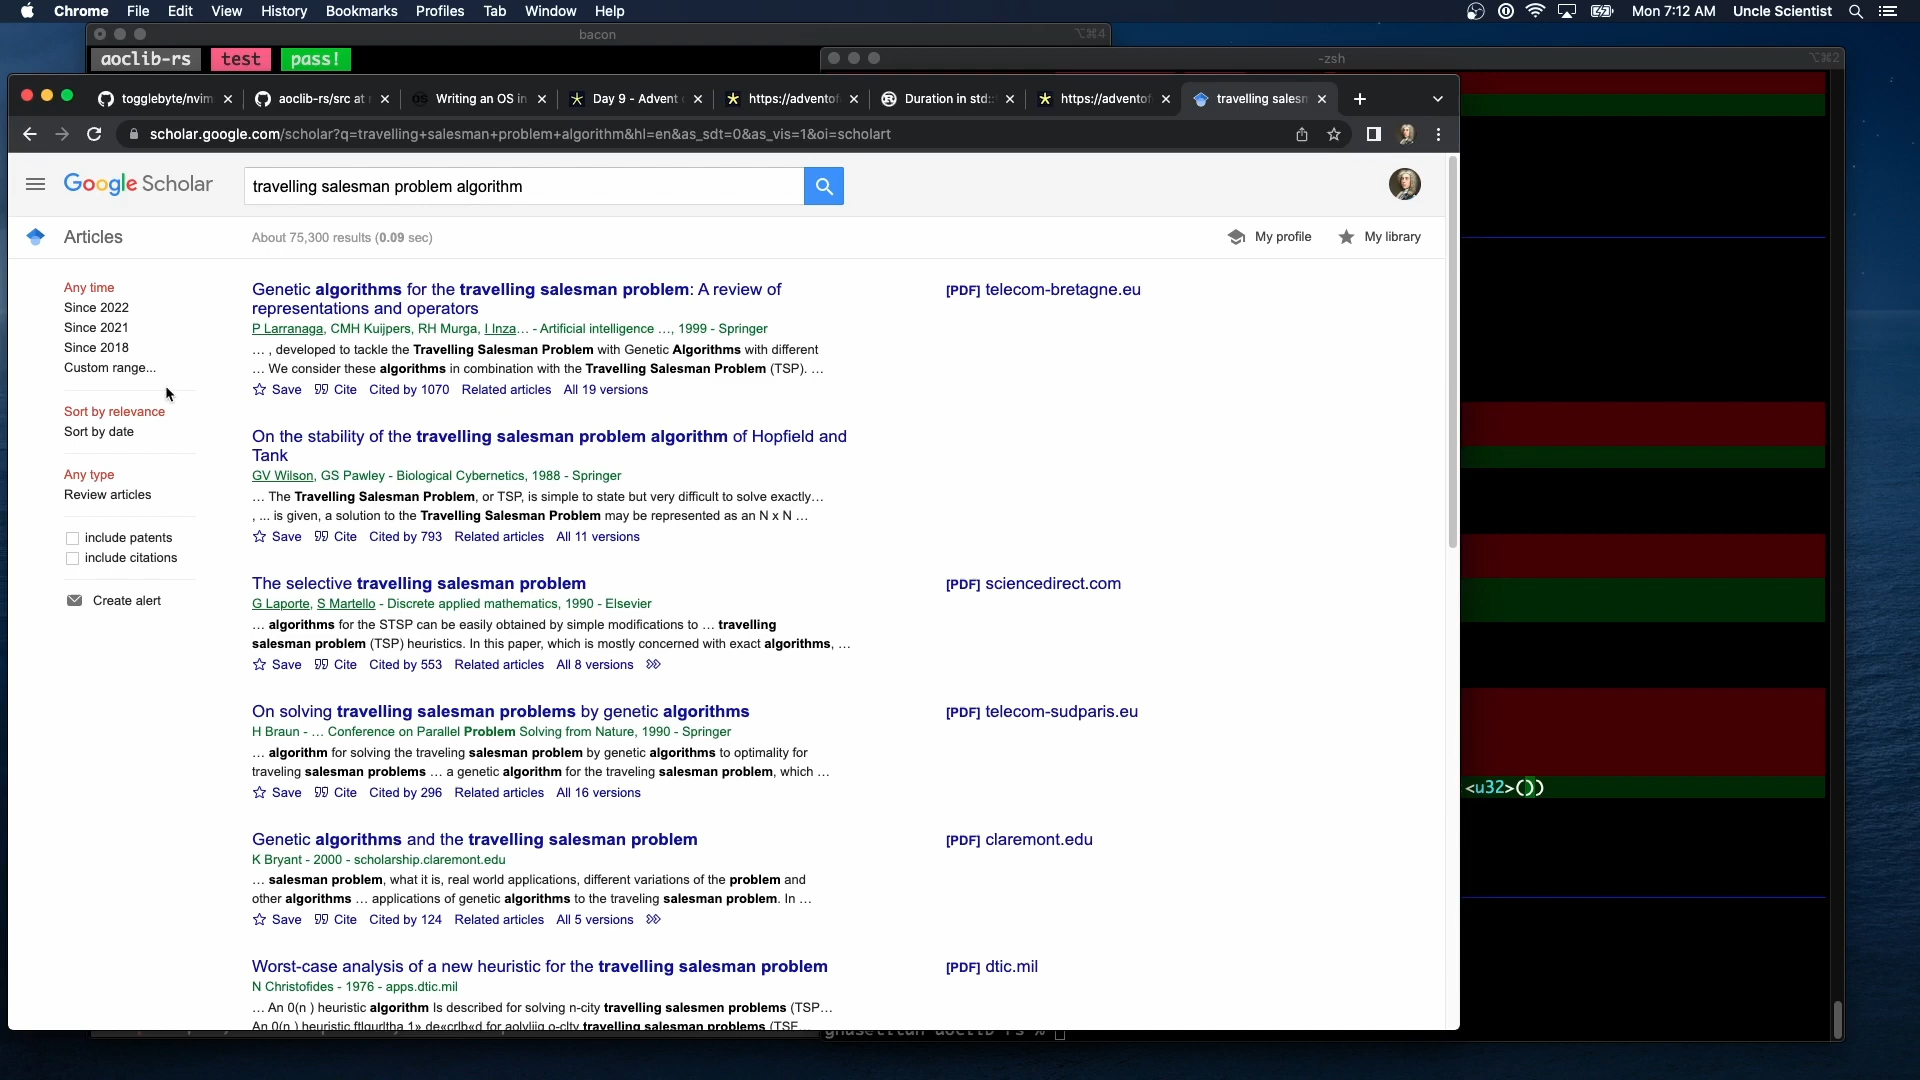 Chrome File Edit View History Bookmarks Profiles Tab Window Help
Mon 7:12 AM Uncle Scientist
bacon ⌥⌘4
aoclib-rs test pass!
-zsh ⌥⌘2
togglebyte/nvim aoclib-rs/src at Writing an OS in Day 9 - Advent https://adventof Duration in std:: https://adventof travelling salesm
scholar.google.com/scholar?q=travelling+salesman+problem+algorithm&hl=en&as_sdt=0&as_vis=1&oi=scholart
Google Scholar
travelling salesman problem algorithm
Articles
About 75,300 results (0.09 sec)
My profile My library
Any time
Since 2022
Since 2021
Since 2018
Custom range...
Sort by relevance
Sort by date
Any type
Review articles
include patents
include citations
Create alert
Genetic algorithms for the travelling salesman problem: A review of
representations and operators
P Larranaga, CMH Kuijpers, RH Murga, I Inza… - Artificial intelligence …, 1999 - Springer
… , developed to tackle the Travelling Salesman Problem with Genetic Algorithms with different
… We consider these algorithms in combination with the Travelling Salesman Problem (TSP). …
Save Cite Cited by 1070 Related articles All 19 versions
[PDF] telecom-bretagne.eu
On the stability of the travelling salesman problem algorithm of Hopfield and
Tank
GV Wilson, GS Pawley - Biological Cybernetics, 1988 - Springer
… The Travelling Salesman Problem, or TSP, is simple to state but very difficult to solve exactly…
, … is given, a solution to the Travelling Salesman Problem may be represented as an N x N …
Save Cite Cited by 793 Related articles All 11 versions
The selective travelling salesman problem
G Laporte, S Martello - Discrete applied mathematics, 1990 - Elsevier
… algorithms for the STSP can be easily obtained by simple modifications to … travelling
salesman problem (TSP) heuristics. In this paper, which is mostly concerned with exact algorithms, …
Save Cite Cited by 553 Related articles All 8 versions
[PDF] sciencedirect.com
On solving travelling salesman problems by genetic algorithms
H Braun - … Conference on Parallel Problem Solving from Nature, 1990 - Springer
… algorithm for solving the traveling salesman problem by genetic algorithms to optimality for
traveling salesman problems … a genetic algorithm for the traveling salesman problem, which …
Save Cite Cited by 296 Related articles All 16 versions
[PDF] telecom-sudparis.eu
<u32>())
Genetic algorithms and the travelling salesman problem
K Bryant - 2000 - scholarship.claremont.edu
… salesman problem, what it is, real world applications, different variations of the problem and
other algorithms … applications of genetic algorithms to the traveling salesman problem. In …
Save Cite Cited by 124 Related articles All 5 versions
[PDF] claremont.edu
Worst-case analysis of a new heuristic for the travelling salesman problem
N Christofides - 1976 - apps.dtic.mil
… An 0(n ) heuristic algorithm Is described for solving n-city travelling salesmen problems (TSP…
An 0(n ) heuristic travelling salesman problems (TSF…
[PDF] dtic.mil